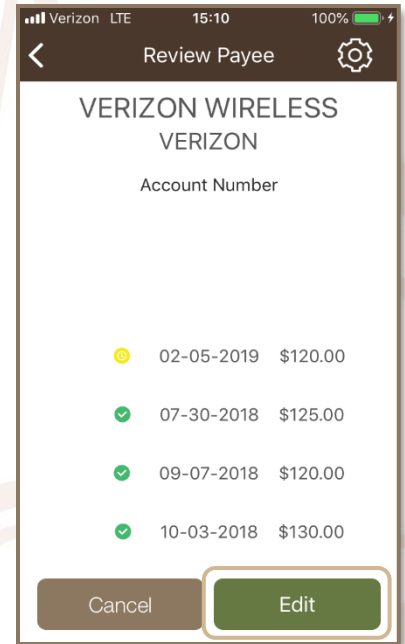 Verizon LTE 15:10 100%
Review Payee
VERIZON WIRELESS
VERIZON
Account Number
02-05-2019 $120.00
07-30-2018 $125.00
09-07-2018 $120.00
10-03-2018 $130.00
Cancel Edit